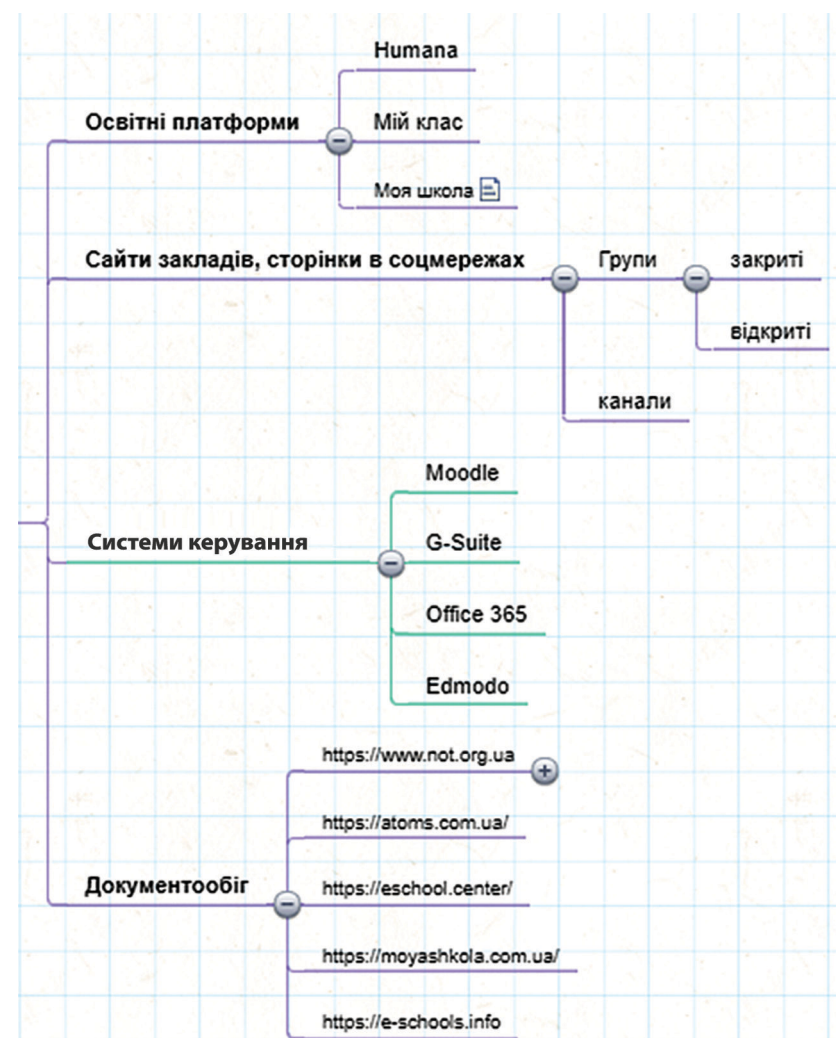 Humana
Освітні платформи
Мій клас
Моя школа
Сайти закладів, сторінки в соцмережах
Групи
закриті
відкриті
канали
Moodle
Системи керування
G-Suite
Office 365
Edmodo
https://www.not.org.ua
https://atoms.com.ua/
Документообіг
https://eschool.center/
https://moyashkola.com.ua/
https://e-schools.info